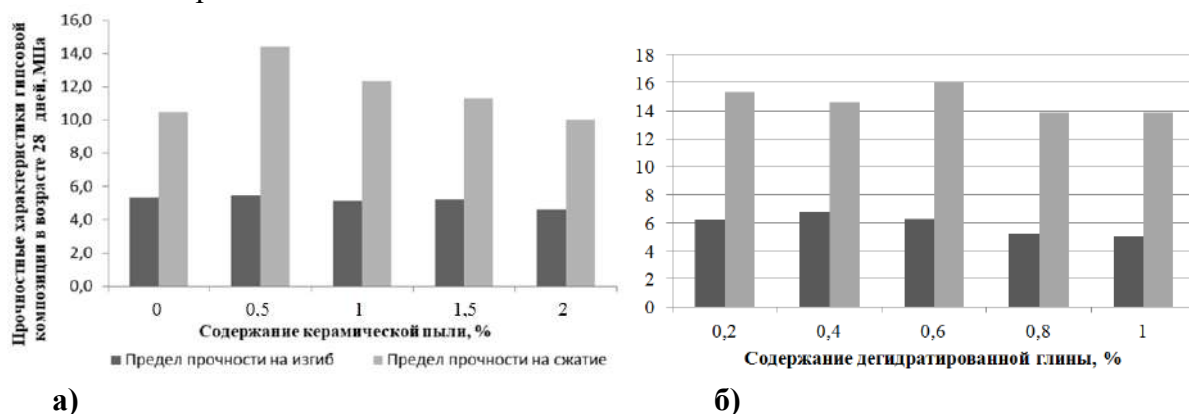 Прочностные характеристики гипсовой
композиции в возрасте 28 дней, МПа
16,0
14,0
12,0
10,0
8,0
6,0
4,0
2,0
0,0
0 0,5 1 1,5 2
Содержание керамической пыли, %
Предел прочности на изгиб Предел прочности на сжатие
а)
18
16
14
12
10
8
6
4
2
0
0,2 0,4 0,6 0,8 1
Содержание дегидратированной глины, %
б)